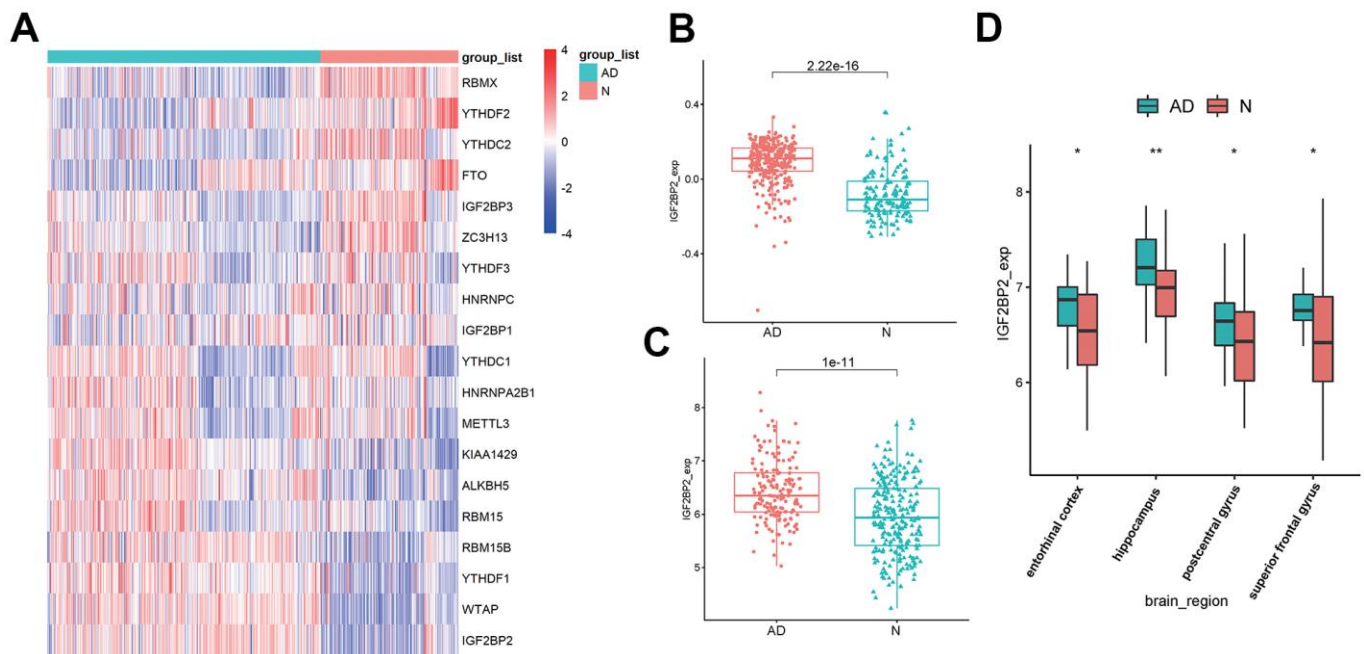 A
group_list
RBMX
YTHDF2
YTHDC2
FTO
IGF2BP3
ZC3H13
YTHDF3
HNRNPC
IGF2BP1
YTHDC1
HNRNPA2B1
METTL3
KIAA1429
ALKBH5
RBM15
RBM15B
YTHDF1
WTAP
IGF2BP2
4
2
0
-2
-4
group_list
AD
N
B
2.22e-16
IGF2BP2_exp
0.4
0.0
-0.4
AD N
C
1e-11
IGF2BP2_exp
8
7
6
5
AD N
D
AD N
* ** * *
IGF2BP2_exp
8
7
6
entorhinal cortex
hippocampus
postcentral gyrus
superior frontal gyrus
brain_region